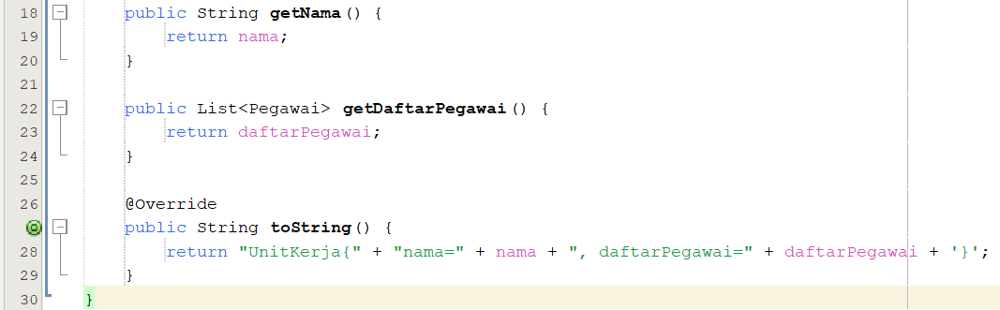 18 public String getNama() {
19 return nama;
20 }
21
22 public List<Pegawai> getDaftarPegawai() {
23 return daftarPegawai;
24 }
25
26 @Override
public String toString() {
28 return "UnitKerja{" + "nama=" + nama + ", daftarPegawai=" + daftarPegawai + '}';
29 }
30 }